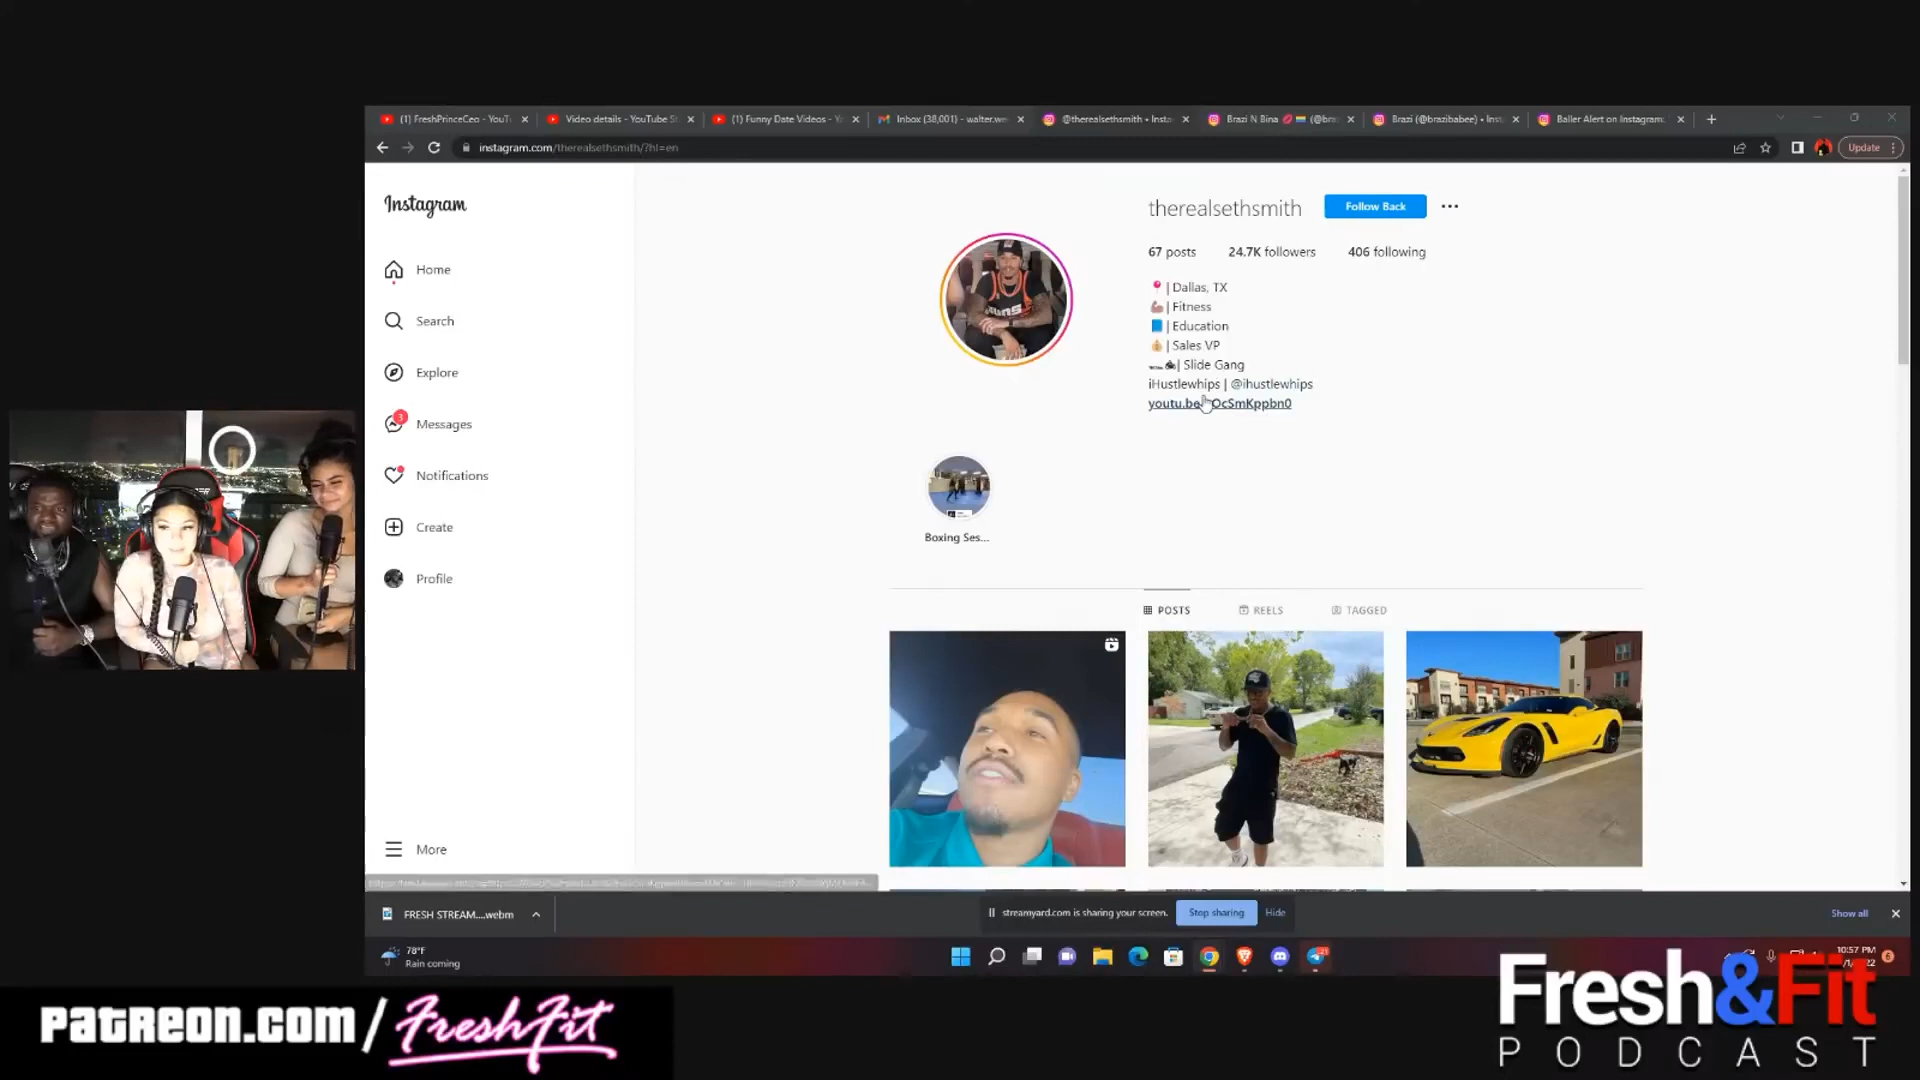 (1) FreshPrinceCeo - YouT
Video details - YouTube St
(1) Funny Date Videos - Y
Inbox (38,001) - walter.we
@therealsethsmith • Insta
Brazi N Bina 💋 🏳️‍🌈 (@bra
Brazi (@brazibabee) • Inst
Baller Alert on Instagram:
instagram.com/therealsethsmith/?hl=en
Update
Instagram
therealsethsmith
Follow Back
67 posts
24.7K followers
406 following
| Dallas, TX
| Fitness
| Education
| Sales VP
| Slide Gang
iHustlewhips | @ihustlewhips
youtu.be OcSmKppbn0
Home
Search
Explore
3
Messages
Notifications
Create
Profile
More
Boxing Ses...
POSTS
REELS
TAGGED
FRESH STREAM....webm
streamyard.com is sharing your screen.
Stop sharing
Hide
Show all
78°F
Rain coming
10:57 PM
6
patreon.com/FreshFit
Fresh&Fit
PODCAST